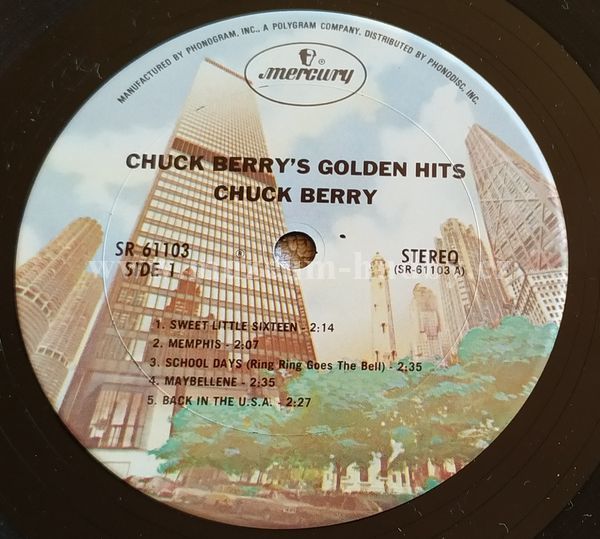 MANUFACTURED BY PHONOGRAM, INC., A POLYGRAM COMPANY. DISTRIBUTED BY PHONODISC, INC.
®
mercury
CHUCK BERRY'S GOLDEN HITS
CHUCK BERRY
SR 61103
SIDE 1
STEREO
(SR-61103 A)
1. SWEET LITTLE SIXTEEN - 2:14
2. MEMPHIS - 2:07
3. SCHOOL DAYS (Ring Ring Goes The Bell) - 2:35
4. MAYBELLENE - 2:35
5. BACK IN THE U.S.A. - 2:27